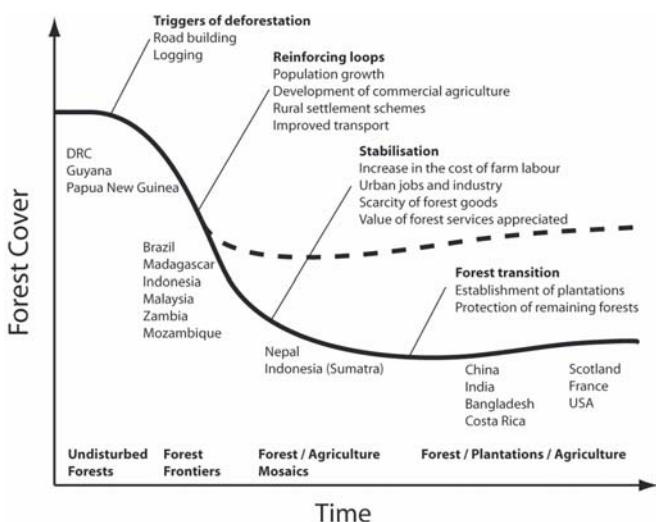 Triggers of deforestation
Road building
Logging
Reinforcing loops
Population growth
Development of commercial agriculture
Rural settlement schemes
Improved transport
Stabilisation
Increase in the cost of farm labour
Urban jobs and industry
Scarcity of forest goods
Value of forest services appreciated
DRC
Guyana
Papua New Guinea
Brazil
Madagascar
Indonesia
Malaysia
Zambia
Mozambique
Forest transition
Establishment of plantations
Protection of remaining forests
Nepal
Indonesia (Sumatra)
China
India
Bangladesh
Costa Rica
Scotland
France
USA
Forest Cover
Undisturbed
Forests
Forest
Frontiers
Forest / Agriculture
Mosaics
Forest / Plantations / Agriculture
Time